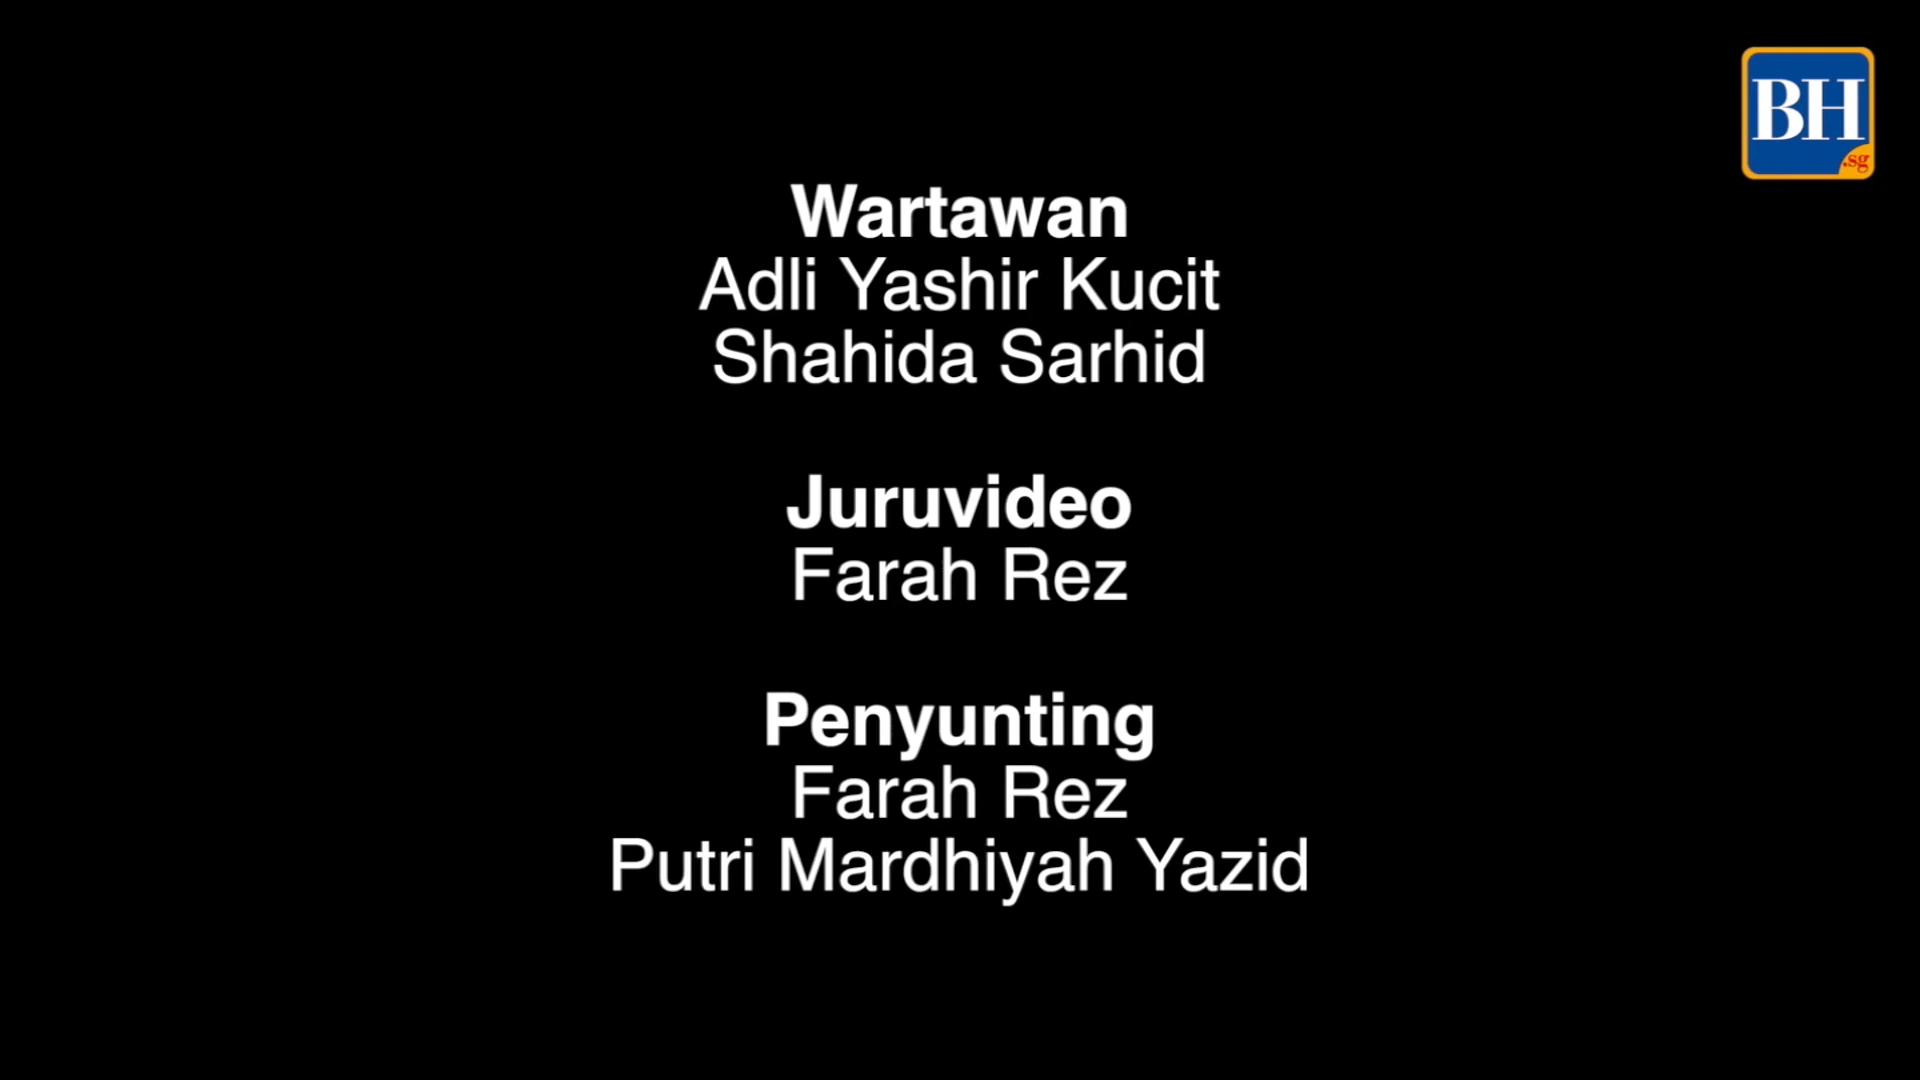 BH
.sg
Wartawan
Adli Yashir Kucit
Shahida Sarhid
Juruvideo
Farah Rez
Penyunting
Farah Rez
Putri Mardhiyah Yazid